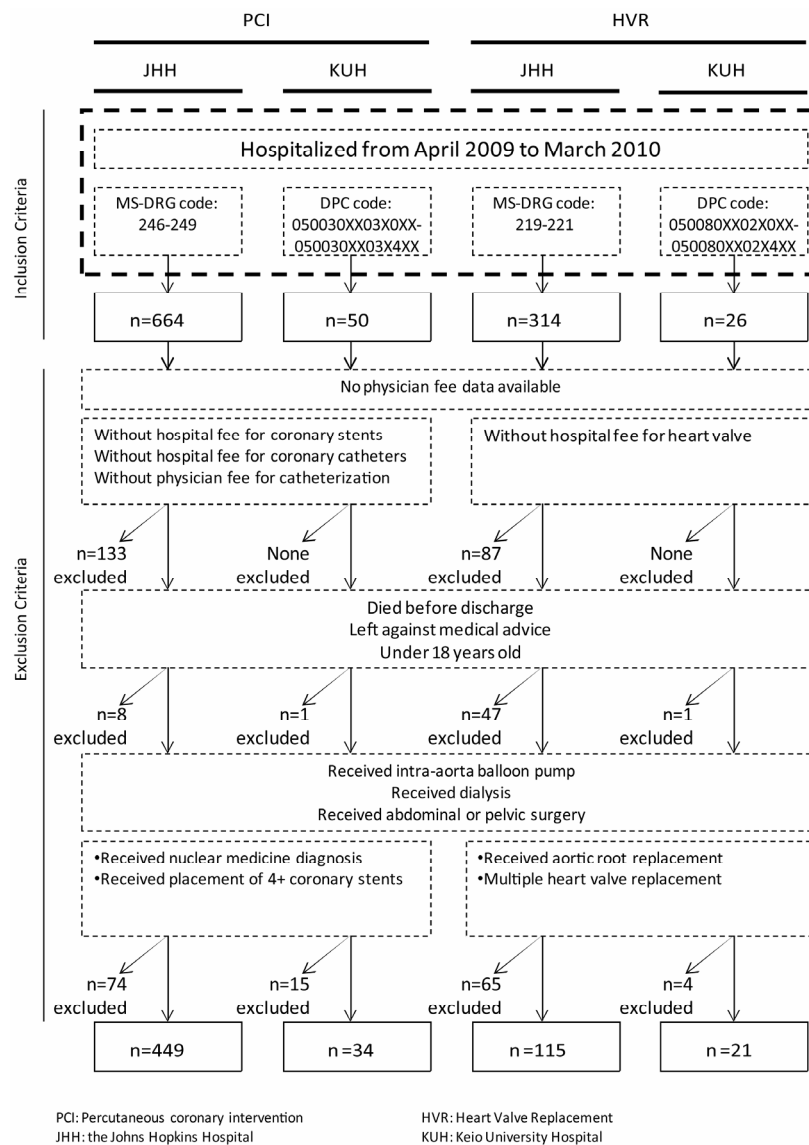 PCI HVR
JHH KUH JHH KUH
Inclusion Criteria
Hospitalized from April 2009 to March 2010
MS-DRG code:
246-249
DPC code:
050030XX03X0XX-
050030XX03X4XX
MS-DRG code:
219-221
DPC code:
050080XX02X0XX-
050080XX02X4XX
n=664 n=50 n=314 n=26
Exclusion Criteria
No physician fee data available
Without hospital fee for coronary stents
Without hospital fee for coronary catheters
Without physician fee for catheterization
Without hospital fee for heart valve
n=133
excluded
None
excluded
n=87
excluded
None
excluded
Died before discharge
Left against medical advice
Under 18 years old
n=8
excluded
n=1
excluded
n=47
excluded
n=1
excluded
Received intra-aorta balloon pump
Received dialysis
Received abdominal or pelvic surgery
•Received nuclear medicine diagnosis
•Received placement of 4+ coronary stents
•Received aortic root replacement
•Multiple heart valve replacement
n=74
excluded
n=15
excluded
n=65
excluded
n=4
excluded
n=449 n=34 n=115 n=21
PCI: Percutaneous coronary intervention
JHH: the Johns Hopkins Hospital
HVR: Heart Valve Replacement
KUH: Keio University Hospital